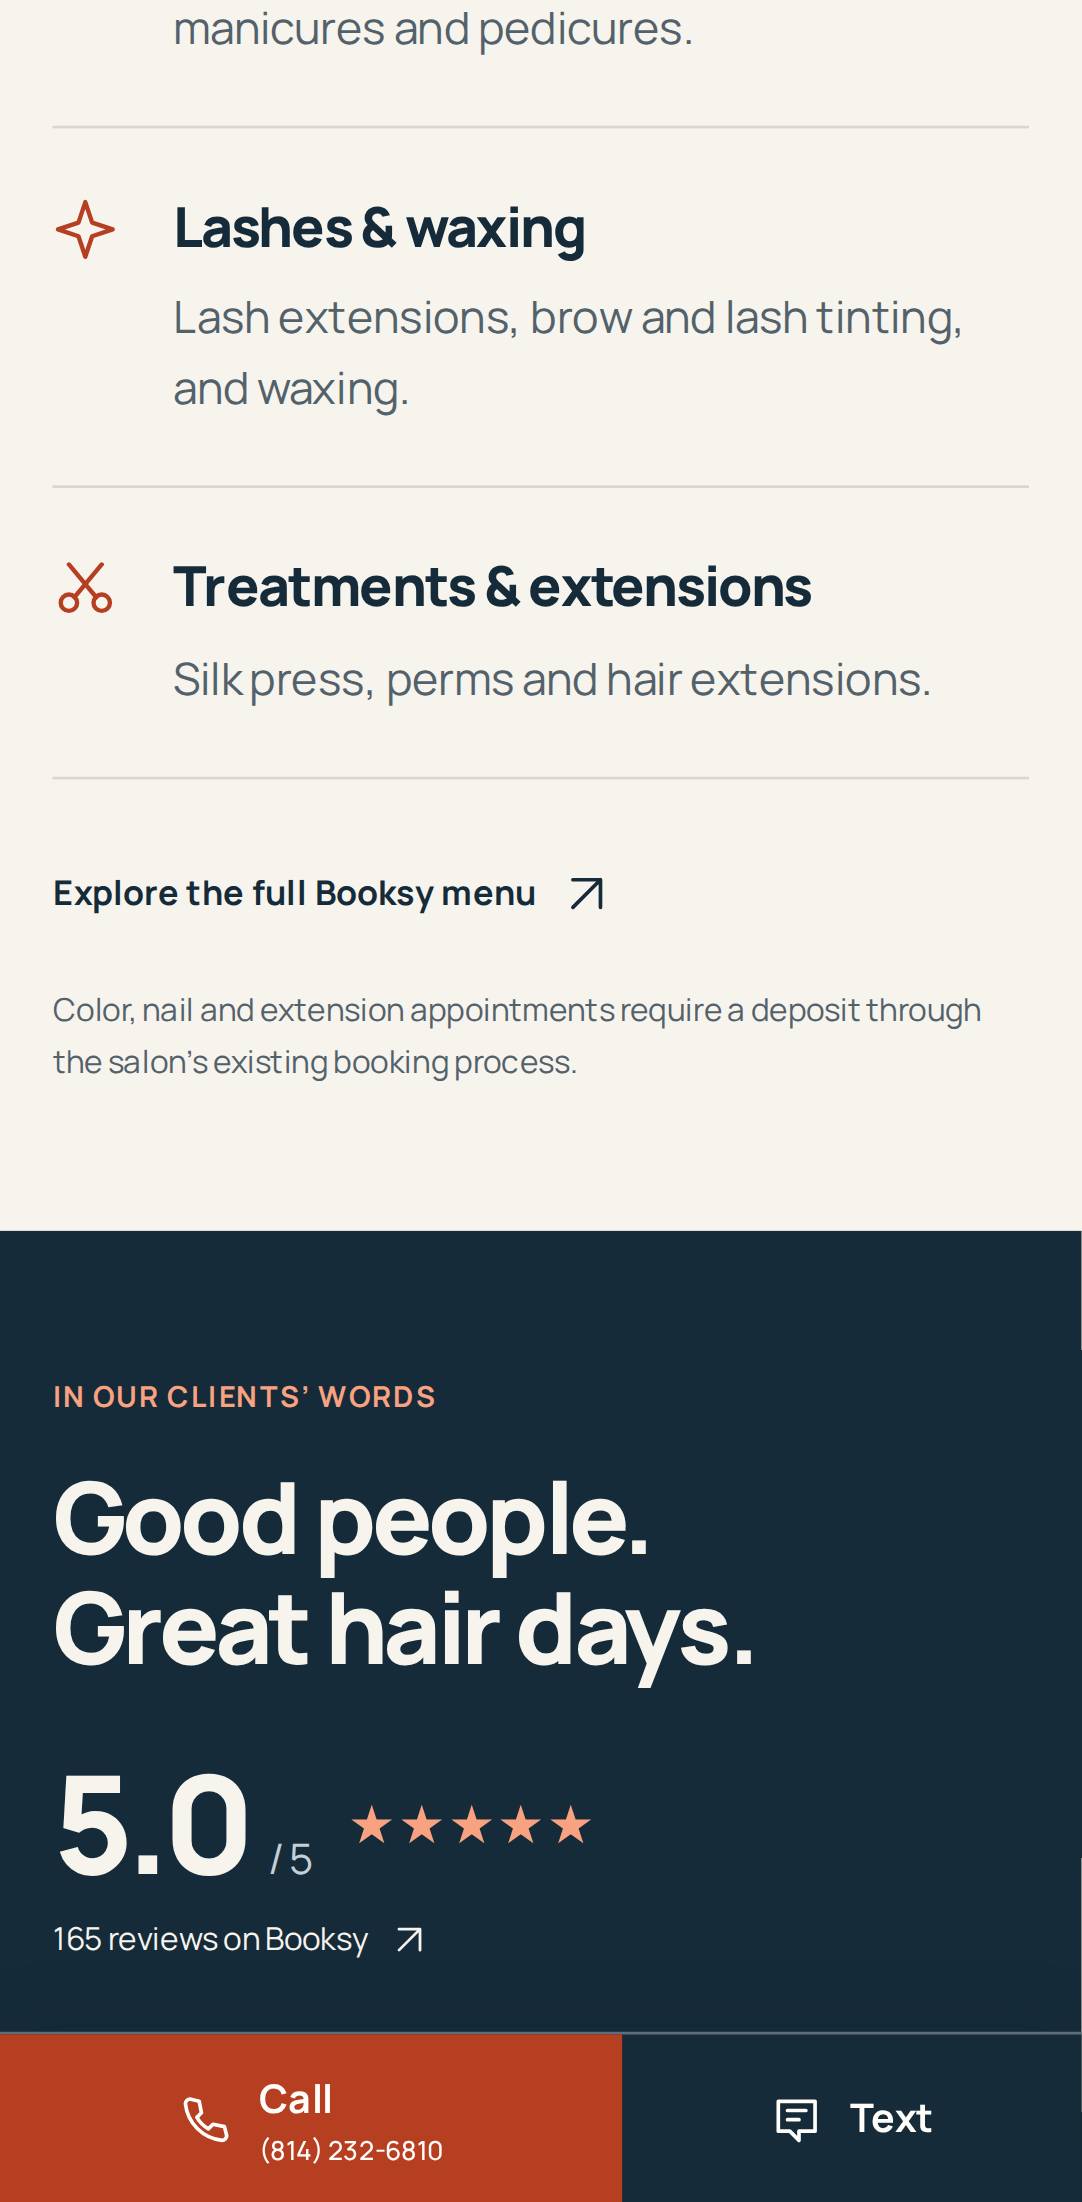 manicures and pedicures.
Lashes & waxing
Lash extensions, brow and lash tinting,
and waxing.
Treatments & extensions
Silk press, perms and hair extensions.
Explore the full Booksy menu
Color, nail and extension appointments require a deposit through
the salon’s existing booking process.
IN OUR CLIENTS’ WORDS
Good people.
Great hair days.
5.0 / 5 ★★★★★
165 reviews on Booksy
Call
(814) 232-6810
Text